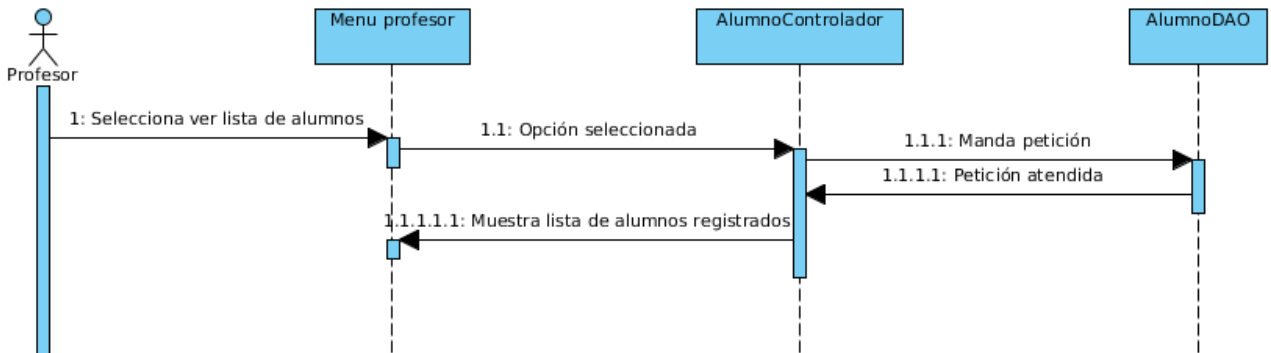 Profesor
Menu profesor
AlumnoControlador
AlumnoDAO
1: Selecciona ver lista de alumnos
1.1: Opción seleccionada
1.1.1: Manda petición
1.1.1.1: Petición atendida
1.1.1.1.1: Muestra lista de alumnos registrados